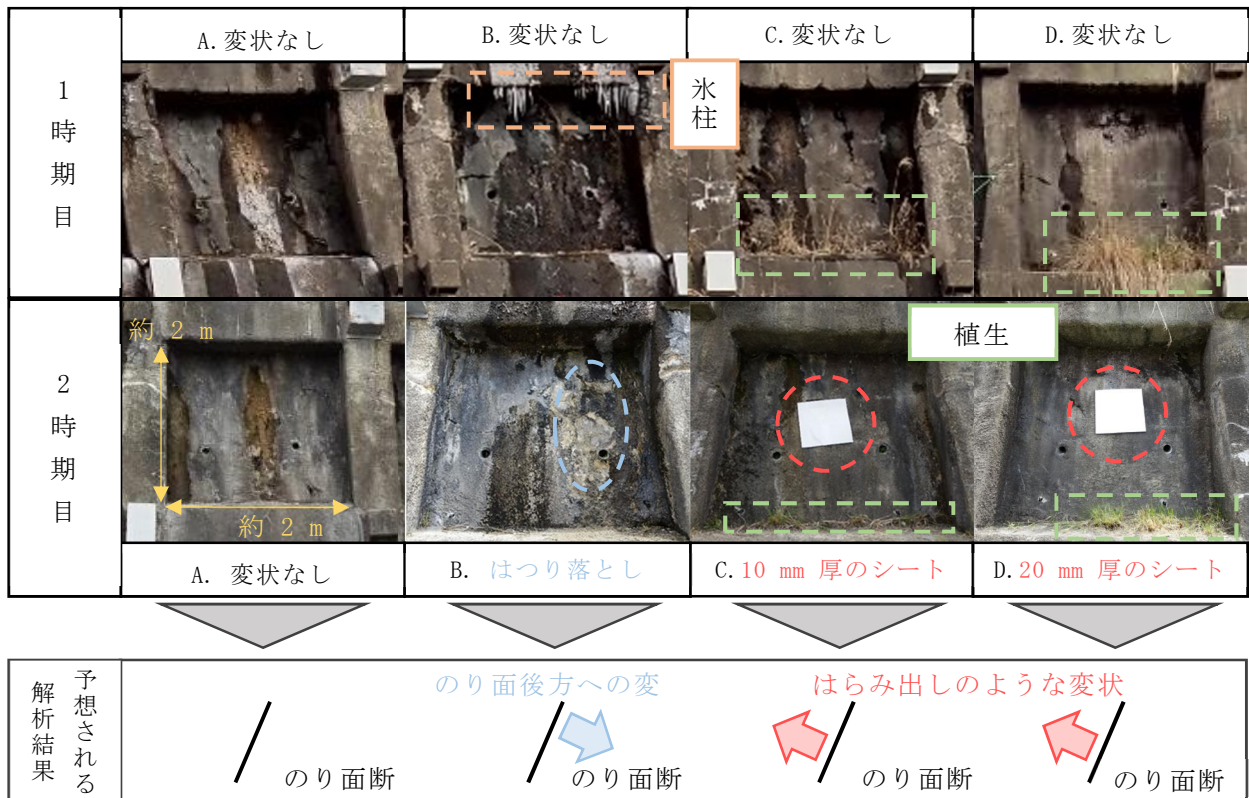 A.変状なし
B.変状なし
C.変状なし
D.変状なし
1時期目
氷柱
2時期目
約 2 m
約 2 m
植生
A. 変状なし
B. はつり落とし
C.10 mm 厚のシート
D.20 mm 厚のシート
予想される
解析結果
のり面後方への変
はらみ出しのような変状
のり面断
のり面断
のり面断
のり面断